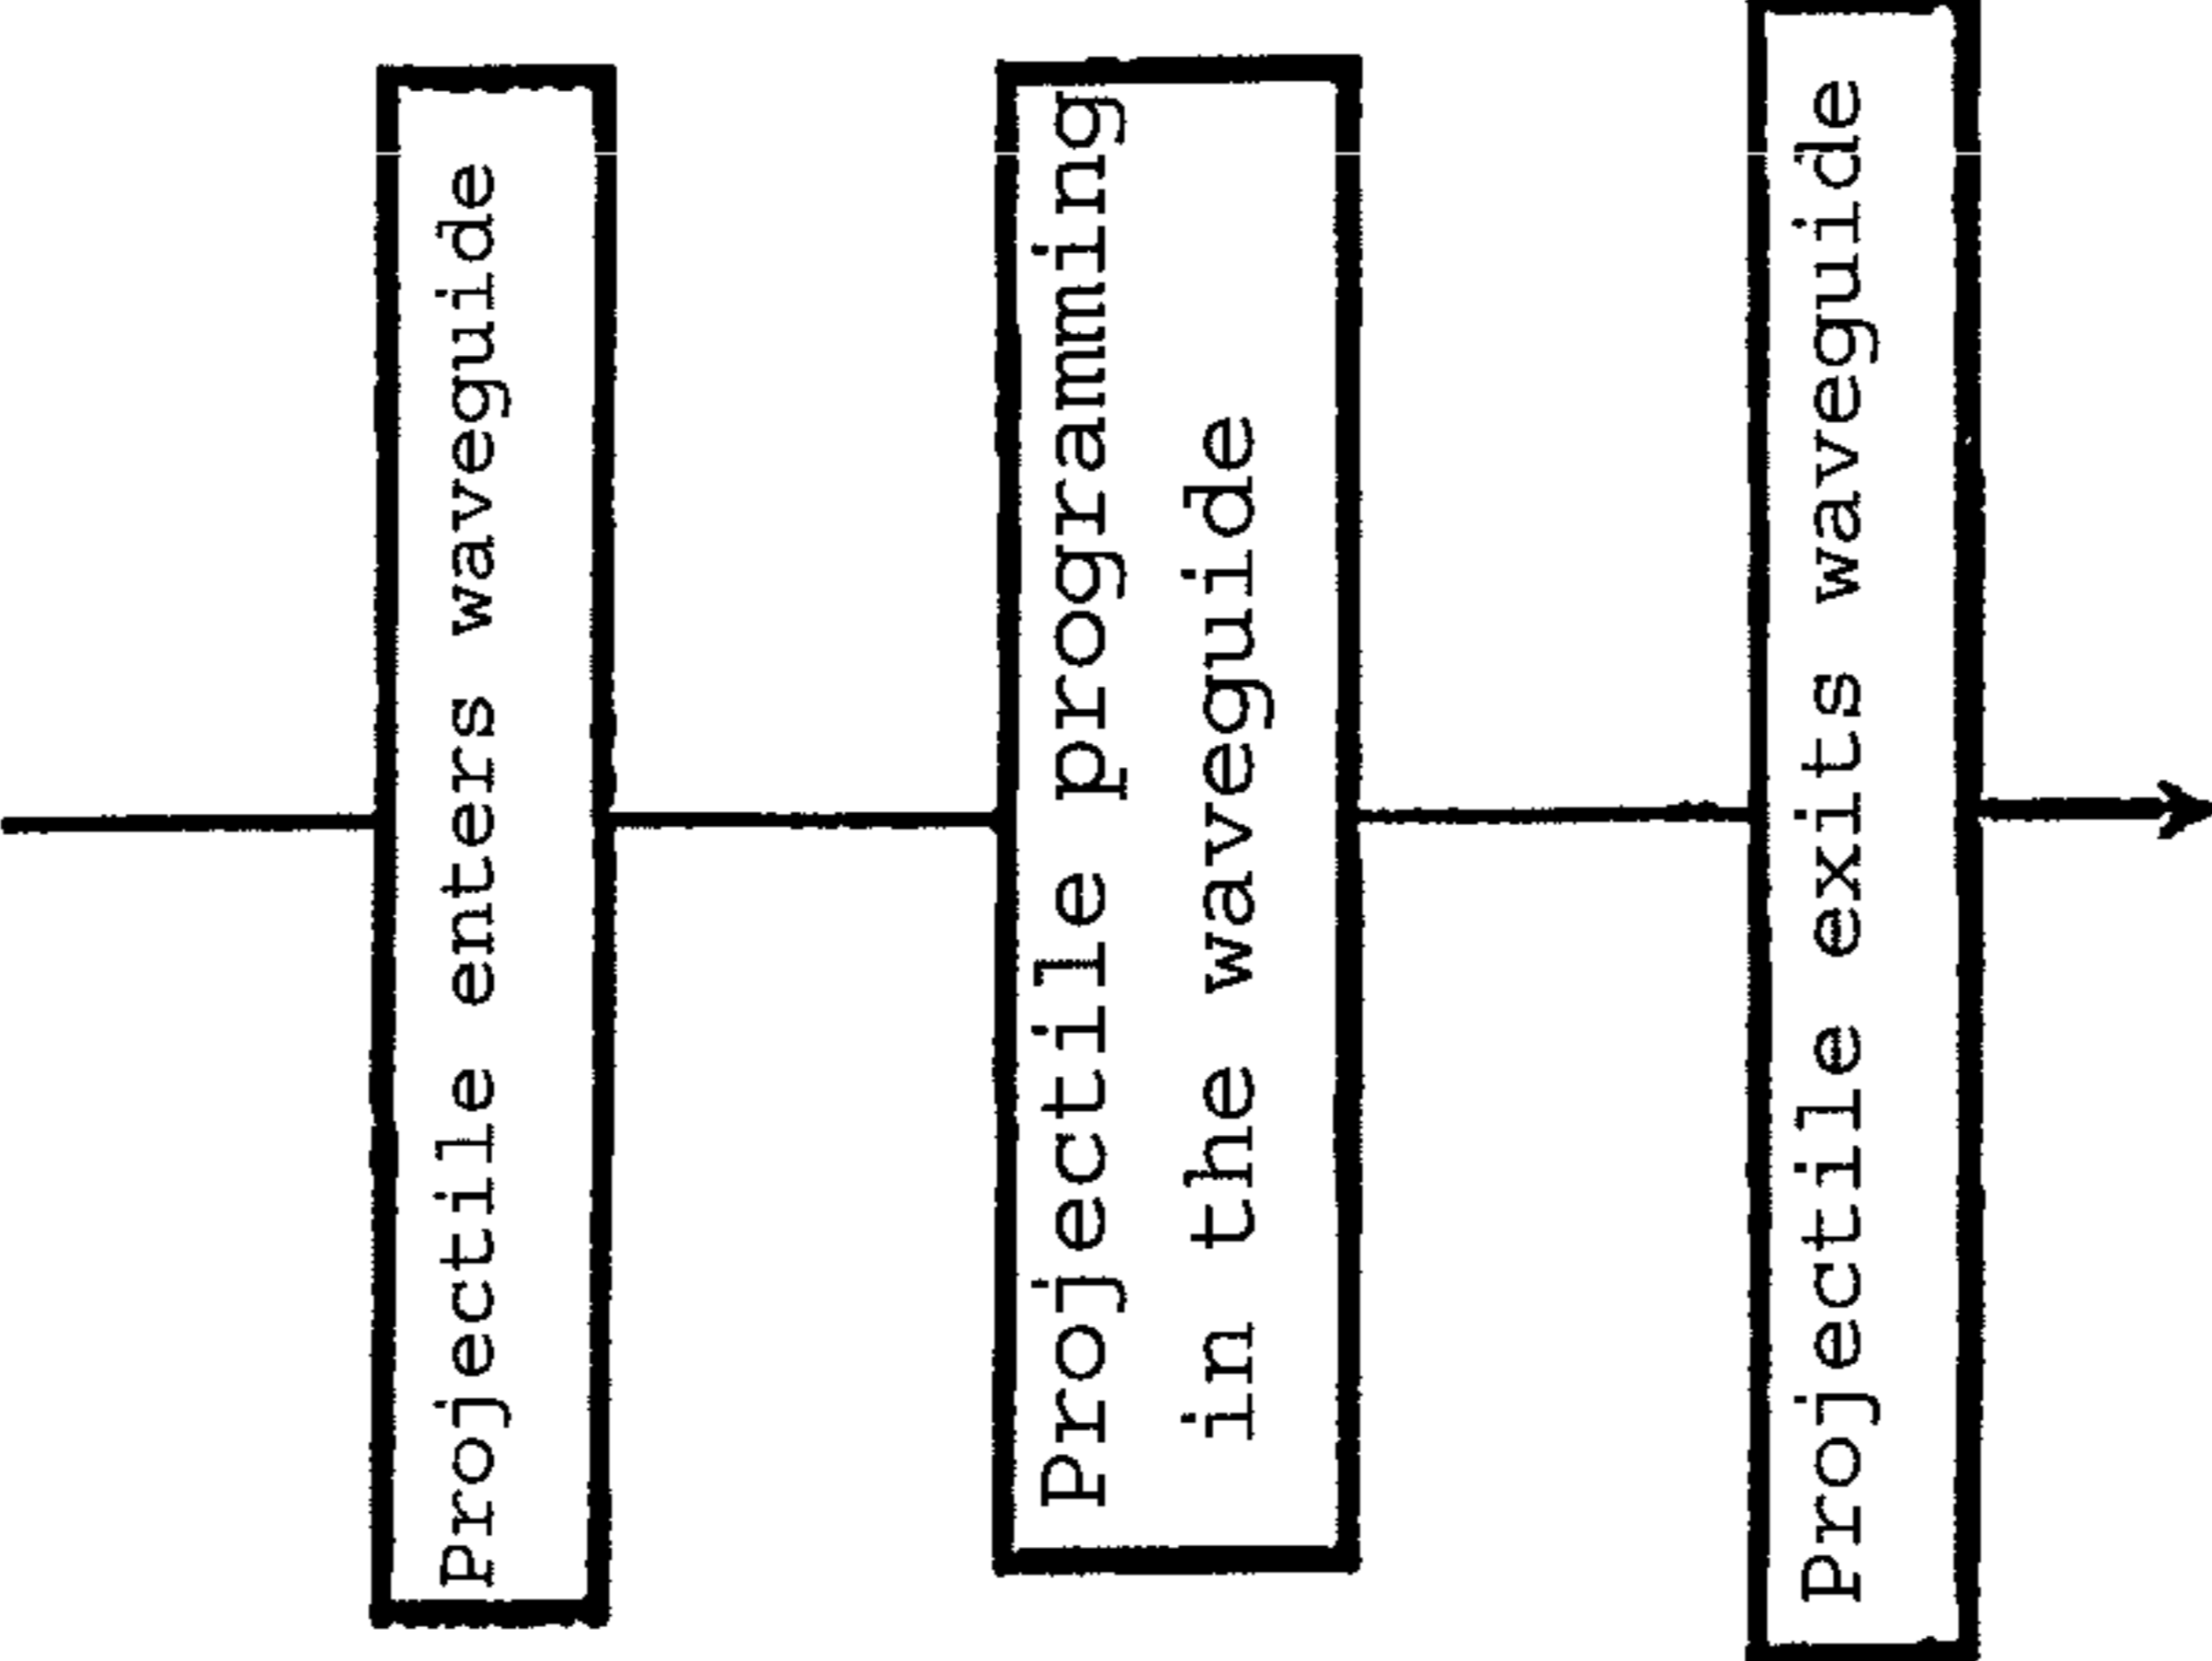 Projectile enters waveguide
Projectile programming
in the waveguide
Projectile exits waveguide